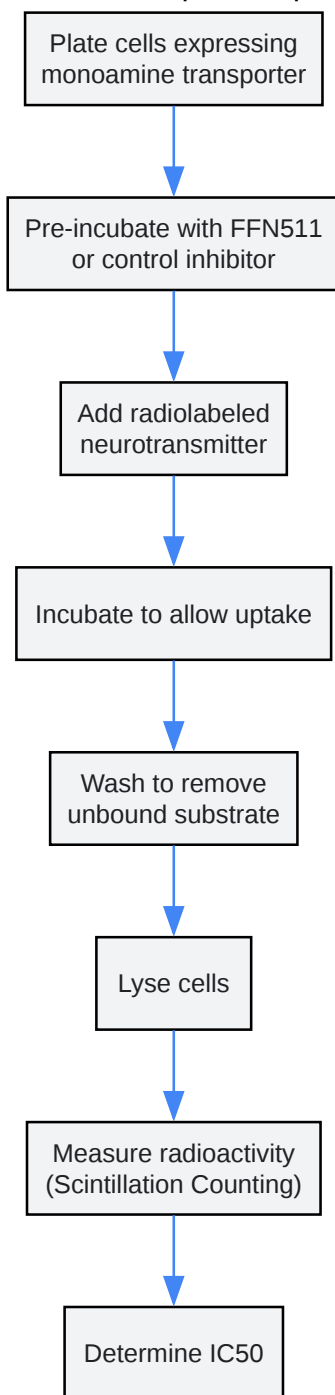 Plate cells expressing
monoamine transporter
Pre-incubate with FFN511
or control inhibitor
Add radiolabeled
neurotransmitter
Incubate to allow uptake
Wash to remove
unbound substrate
Lyse cells
Measure radioactivity
(Scintillation Counting)
Determine IC50